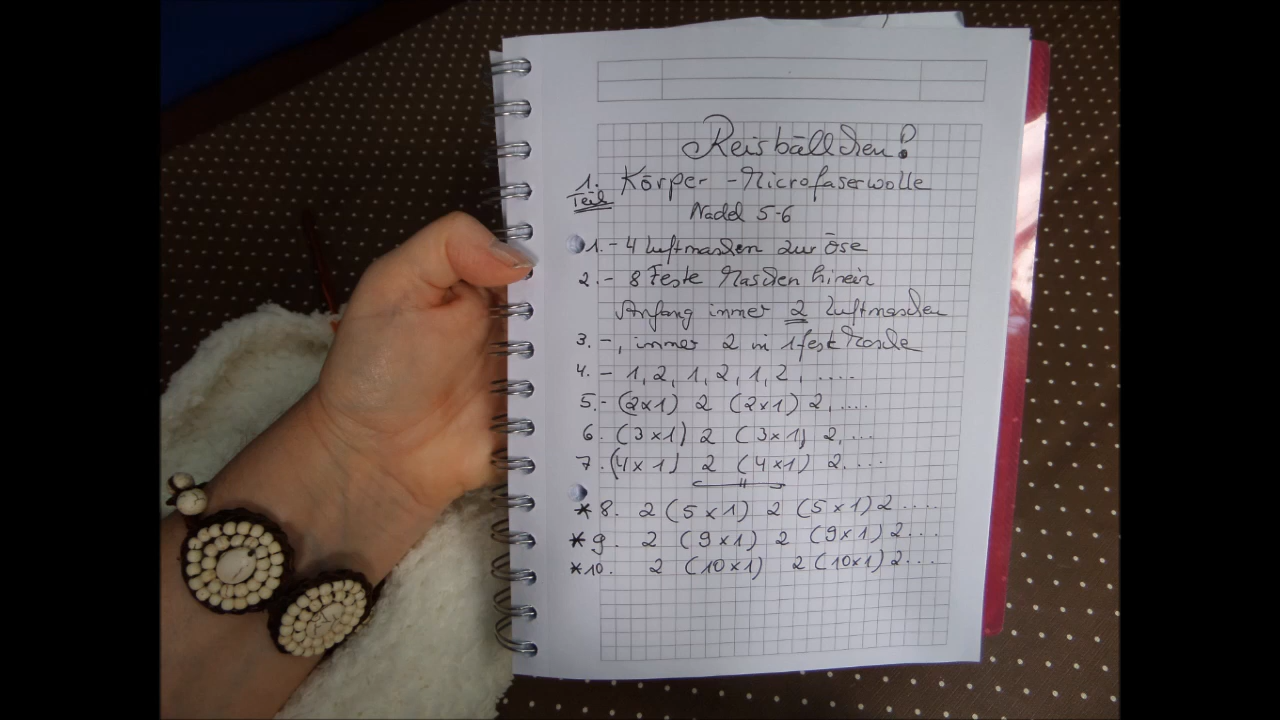 Reisbällchen!
1. Teil Körper - Microfaserwolle
Nadel 5-6
1. - 4 Luftmaschen zur Öse
2. - 8 Feste Maschen hinein
Anfang immer 2 Luftmaschen
3. -, immer 2 in 1 feste Masche
4. - 1, 2, 1, 2, 1, 2, ....
5. - (2x1) 2 (2x1) 2, ....
6. (3x1) 2 (3x1) 2, ...
7. (4x1) 2 (4x1) 2. ....
* 8. 2 (5x1) 2 (5x1) 2 ....
* 9. 2 (9x1) 2 (9x1) 2....
* 10. 2 (10x1) 2 (10x1) 2...